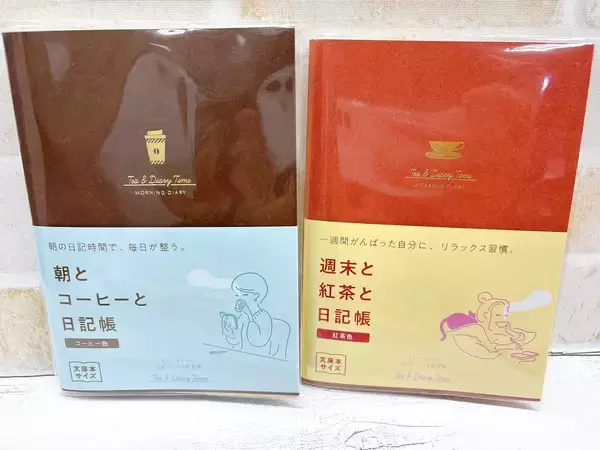 Tea & Diary Time
MORNING DIARY
朝の日記時間で、毎日が整う。
朝と
コーヒーと
日記帳
コーヒー色
文庫本
サイズ
Tea & Diary Time
Tea & Diary Time
WEEKEND DIARY
一週間がんばった自分に、リラックス習慣。
週末と
紅茶と
日記帳
紅茶色
文庫本
サイズ
Tea & Diary Time